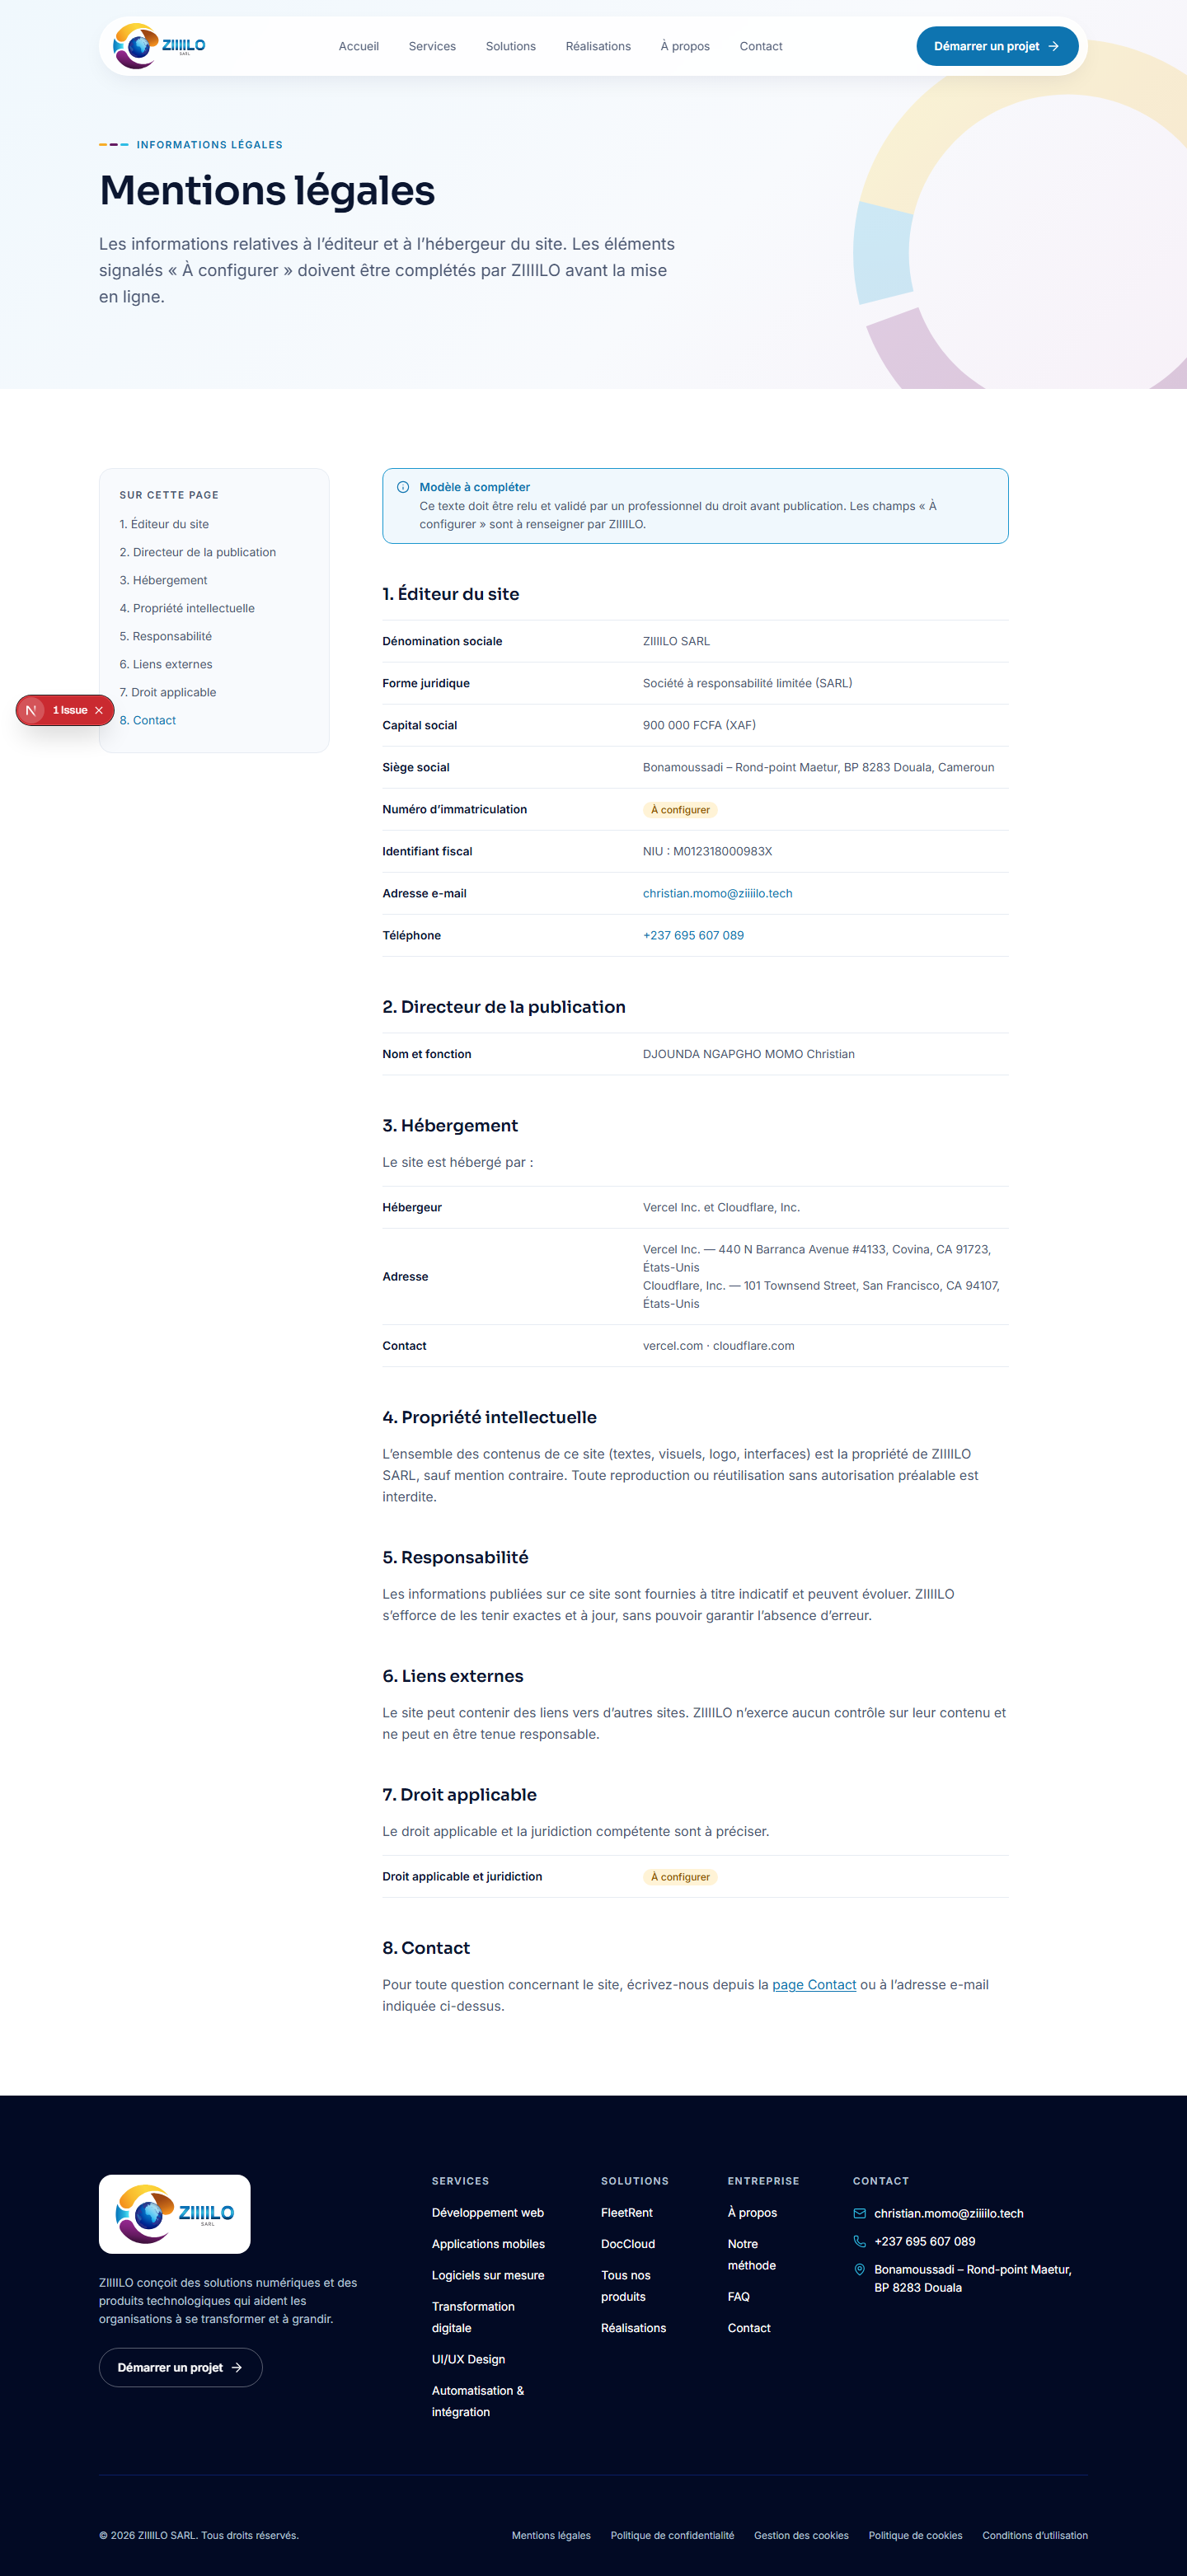 ZIIIILO
SARL
Accueil
Services
Solutions
Réalisations
À propos
Contact
Démarrer un projet
INFORMATIONS LÉGALES
Mentions légales
Les informations relatives à l’éditeur et à l’hébergeur du site. Les éléments
signalés « À configurer » doivent être complétés par ZIIIILO avant la mise
en ligne.
SUR CETTE PAGE
1. Éditeur du site
2. Directeur de la publication
3. Hébergement
4. Propriété intellectuelle
5. Responsabilité
6. Liens externes
7. Droit applicable
8. Contact
N
1 Issue
Modèle à compléter
Ce texte doit être relu et validé par un professionnel du droit avant publication. Les champs « À
configurer » sont à renseigner par ZIIIILO.
1. Éditeur du site
Dénomination sociale
ZIIIILO SARL
Forme juridique
Société à responsabilité limitée (SARL)
Capital social
900 000 FCFA (XAF)
Siège social
Bonamoussadi – Rond-point Maetur, BP 8283 Douala, Cameroun
Numéro d’immatriculation
À configurer
Identifiant fiscal
NIU : M012318000983X
Adresse e-mail
christian.momo@ziiiilo.tech
Téléphone
+237 695 607 089
2. Directeur de la publication
Nom et fonction
DJOUNDA NGAPGHO MOMO Christian
3. Hébergement
Le site est hébergé par :
Hébergeur
Vercel Inc. et Cloudflare, Inc.
Adresse
Vercel Inc. — 440 N Barranca Avenue #4133, Covina, CA 91723,
États-Unis
Cloudflare, Inc. — 101 Townsend Street, San Francisco, CA 94107,
États-Unis
Contact
vercel.com · cloudflare.com
4. Propriété intellectuelle
L’ensemble des contenus de ce site (textes, visuels, logo, interfaces) est la propriété de ZIIIILO
SARL, sauf mention contraire. Toute reproduction ou réutilisation sans autorisation préalable est
interdite.
5. Responsabilité
Les informations publiées sur ce site sont fournies à titre indicatif et peuvent évoluer. ZIIIILO
s’efforce de les tenir exactes et à jour, sans pouvoir garantir l’absence d’erreur.
6. Liens externes
Le site peut contenir des liens vers d’autres sites. ZIIIILO n’exerce aucun contrôle sur leur contenu et
ne peut en être tenue responsable.
7. Droit applicable
Le droit applicable et la juridiction compétente sont à préciser.
Droit applicable et juridiction
À configurer
8. Contact
Pour toute question concernant le site, écrivez-nous depuis la page Contact ou à l’adresse e-mail
indiquée ci-dessus.
ZIIIILO
SARL
ZIIIILO conçoit des solutions numériques et des
produits technologiques qui aident les
organisations à se transformer et à grandir.
Démarrer un projet
SERVICES
Développement web
Applications mobiles
Logiciels sur mesure
Transformation
digitale
UI/UX Design
Automatisation &
intégration
SOLUTIONS
FleetRent
DocCloud
Tous nos
produits
Réalisations
ENTREPRISE
À propos
Notre
méthode
FAQ
Contact
CONTACT
christian.momo@ziiiilo.tech
+237 695 607 089
Bonamoussadi – Rond-point Maetur,
BP 8283 Douala
© 2026 ZIIIILO SARL. Tous droits réservés.
Mentions légales
Politique de confidentialité
Gestion des cookies
Politique de cookies
Conditions d’utilisation